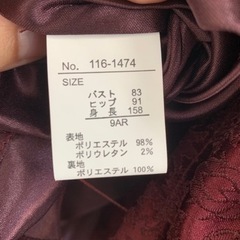 No. 116-1474
SIZE
バスト 83
ヒップ 91
身長 158
9AR
表地
ポリエステル 98%
ポリウレタン 2%
裏地
ポリエステル 100%